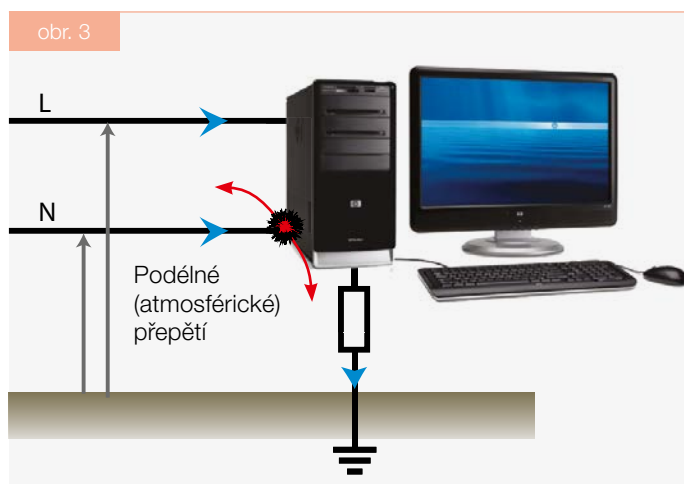 obr. 3
L
N
Podélné
(atmosférické)
přepětí